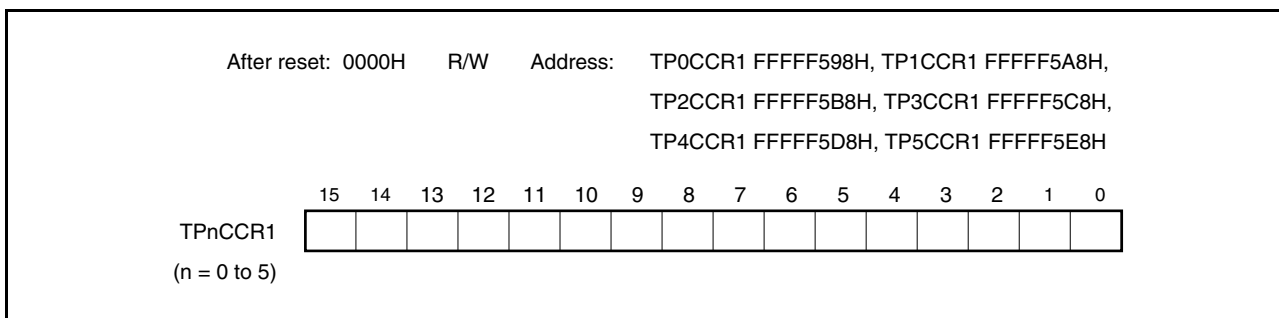 After reset: 0000H R/W Address: TP0CCR1 FFFFF598H, TP1CCR1 FFFFF5A8H,
TP2CCR1 FFFFF5B8H, TP3CCR1 FFFFF5C8H,
TP4CCR1 FFFFF5D8H, TP5CCR1 FFFFF5E8H
15 14 13 12 11 10 9 8 7 6 5 4 3 2 1 0
TPnCCR1
(n = 0 to 5)